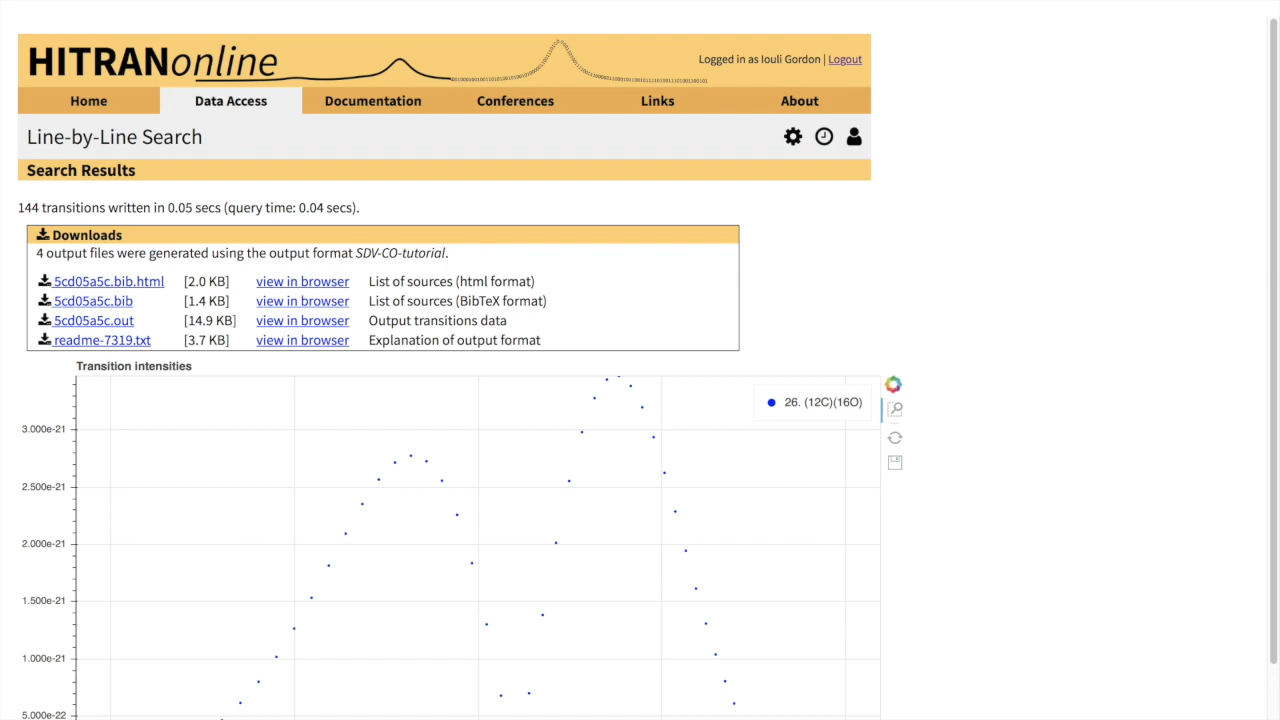 HITRANonline
Logged in as Iouli Gordon | Logout
Home Data Access Documentation Conferences Links About
Line-by-Line Search
Search Results
144 transitions written in 0.05 secs (query time: 0.04 secs).
Downloads
4 output files were generated using the output format SDV-CO-tutorial.
5cd05a5c.bib.html [2.0 KB] view in browser List of sources (html format)
5cd05a5c.bib [1.4 KB] view in browser List of sources (BibTeX format)
5cd05a5c.out [14.9 KB] view in browser Output transitions data
readme-7319.txt [3.7 KB] view in browser Explanation of output format
Transition intensities
26. (12C)(16O)
3.000e-21
2.500e-21
2.000e-21
1.500e-21
1.000e-21
5.000e-22